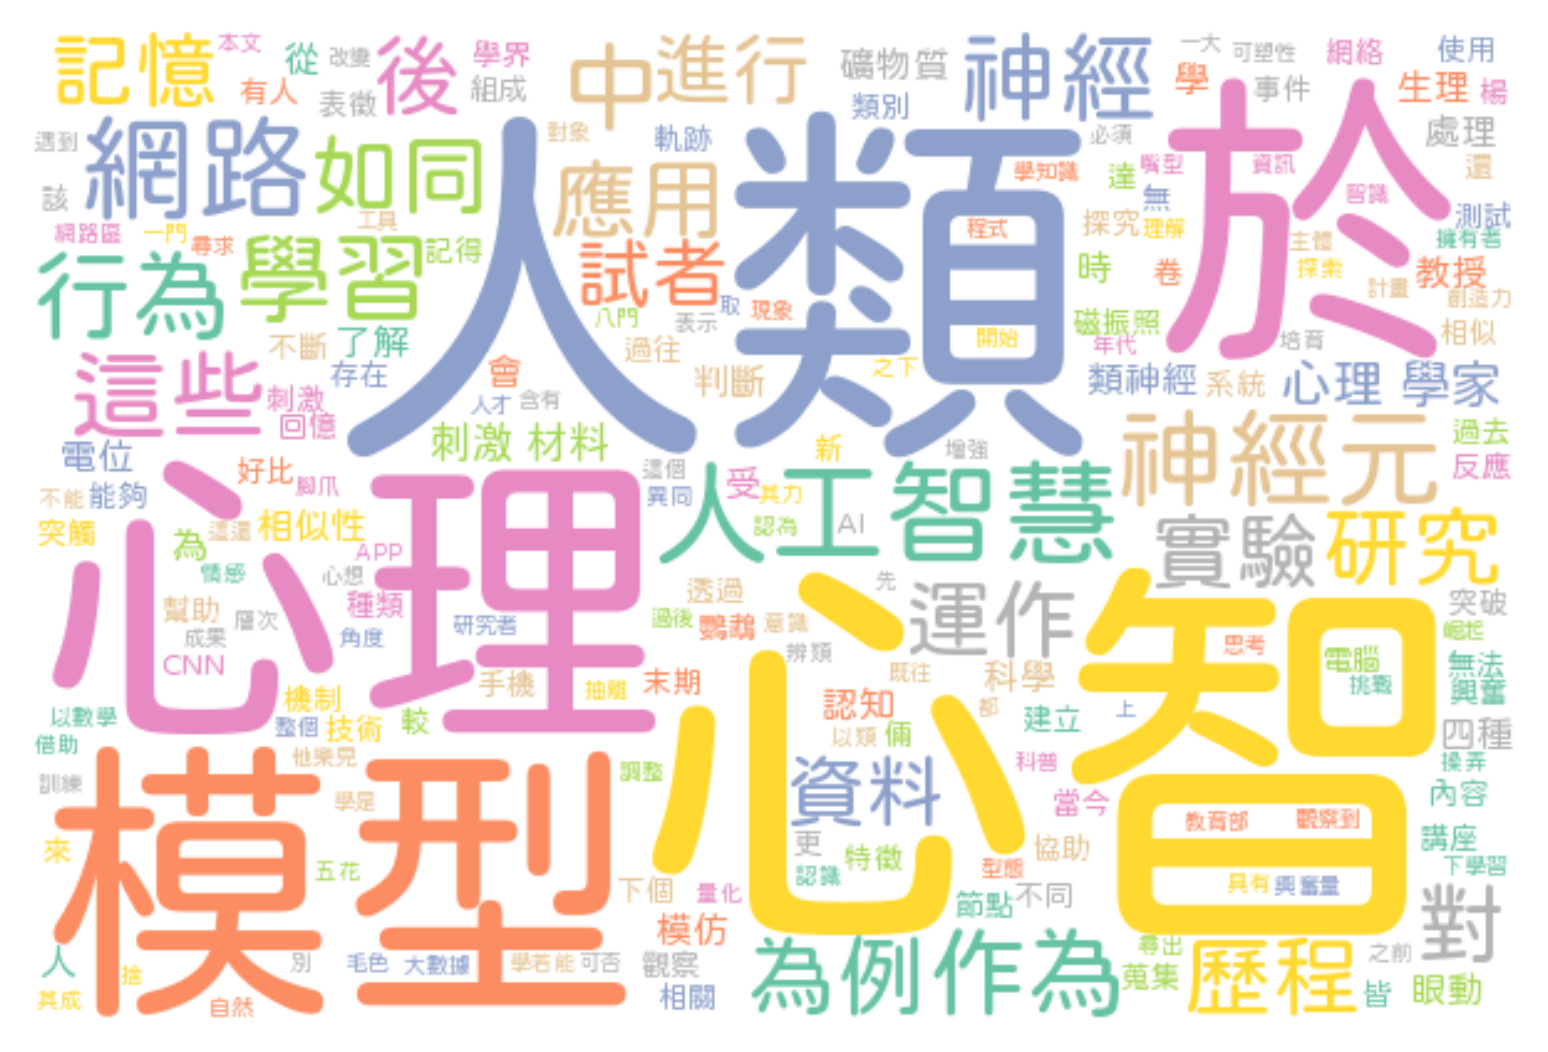 記憶
本文
從
改變
後
學界
有人
表徵
組成
中
進行
礦物質
類別
神經
一大
可塑性
網絡
使用
學
事件
生理
楊
遇到
網路
如同
對象
軌跡
人類
必須
於
處理
該
應用
學知識
達
嘴型
資訊
還
無
智識
測試
網路區
一門
尋求
工具
記得
程式
探究
理解
主體
擁有者
行為
學習
試者
時
卷
探索
教授
取
現象
計畫
創造力
八門
表示
磁振照
不斷
了解
過往
開始
年代
培育
相似
這些
存在
會
判斷
之下
類神經
系統
心理 學家
刺激
人才
含有
回憶
刺激 材料
新
增強
神經元
過去
電位
好比
這個
受
人工智慧
反應
腳爪
不能
能夠
異同
其力
心理
突觸
這還
相似性
認為
AI
實驗
研究
為
APP
情感
心想
先
透過
運作
心智
突破
幫助
種類
層次
研究者
過後
鸚鵡
意識
崛起
成果
角度
辨類
思考
電腦
CNN
手機
抽離
末期
既往
科學
無法
挑戰
興奮
機制
認知
都
以數學
整個
技術
較
以類
倆
建立
上
四種
借助
模型
他樂見
調整
資料
科普
操弄
訓練
學是
當今
內容
教育部
觀察到
來
更
特徵
協助
講座
五花
認識
型態
下學習
下個
量化
具有
興奮量
節點
不同
對
模仿
為例
作為
尋出
歷程
人
捨
別
毛色
大數據
學若能
可否
觀察
蒐集
之前
其成
自然
相關
皆
眼動